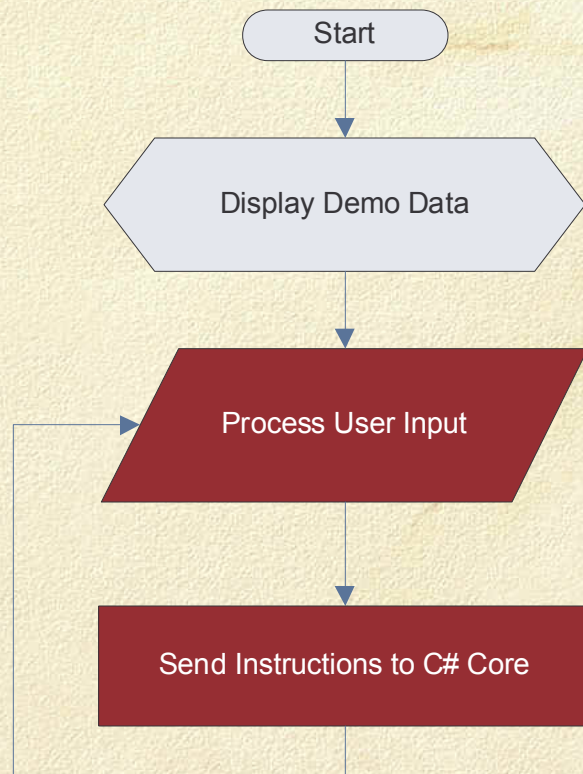 Start
Display Demo Data
Process User Input
Send Instructions to C# Core